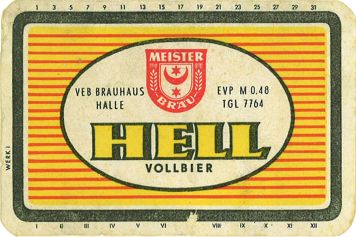 1 3 5 7 9 11 13 15 17 19 21 23 25 27 29 31
MEISTER
BRÄU
VEB BRAUHAUS
HALLE
EVP M 0.48
TGL 7764
HELL
VOLLBIER
WERK I
I II III IV V VI VIII IX X XI XII